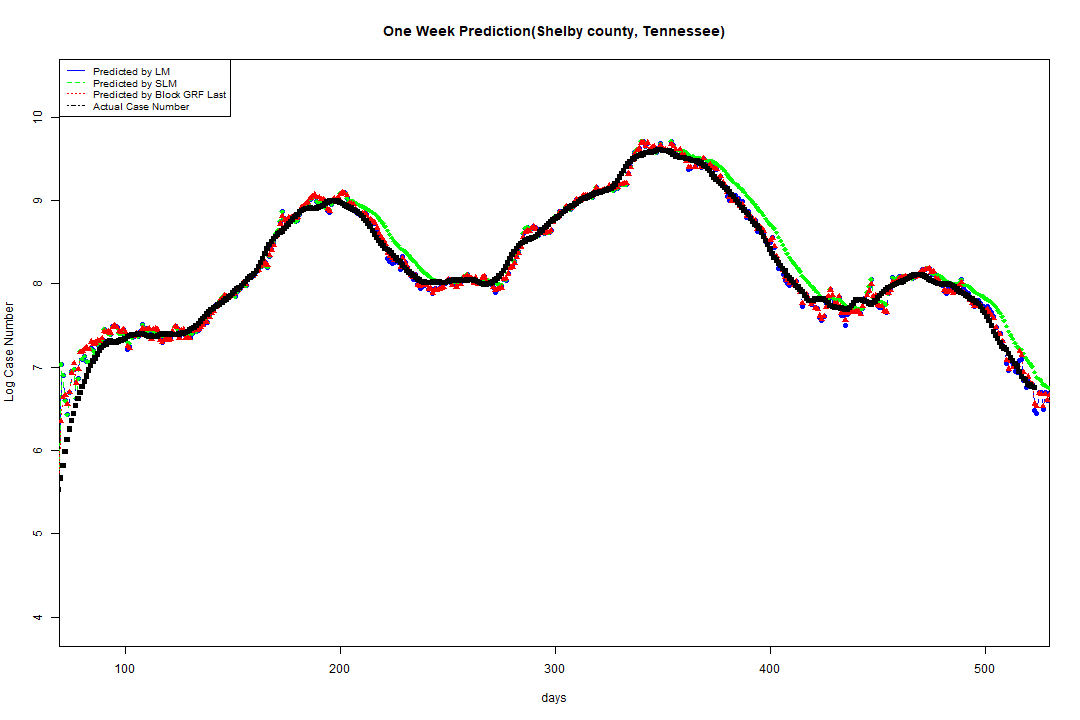 One Week Prediction(Shelby county, Tennessee)
Predicted by LM
Predicted by SLM
Predicted by Block GRF Last
Actual Case Number
10
9
8
7
6
5
4
Log Case Number
100 200 300 400 500
days